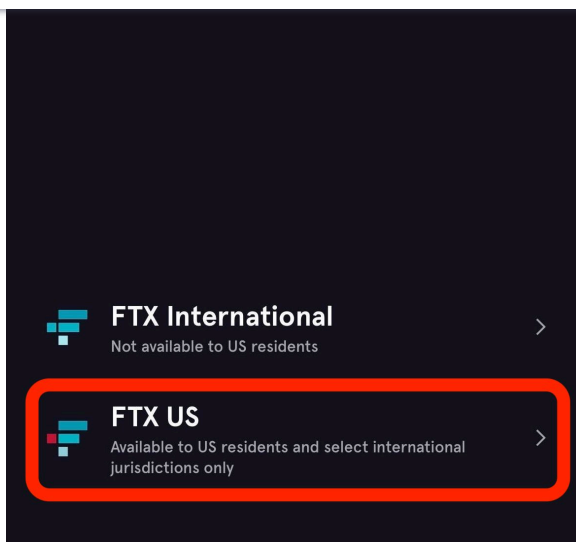 FTX International
Not available to US residents
FTX US
Available to US residents and select international
jurisdictions only